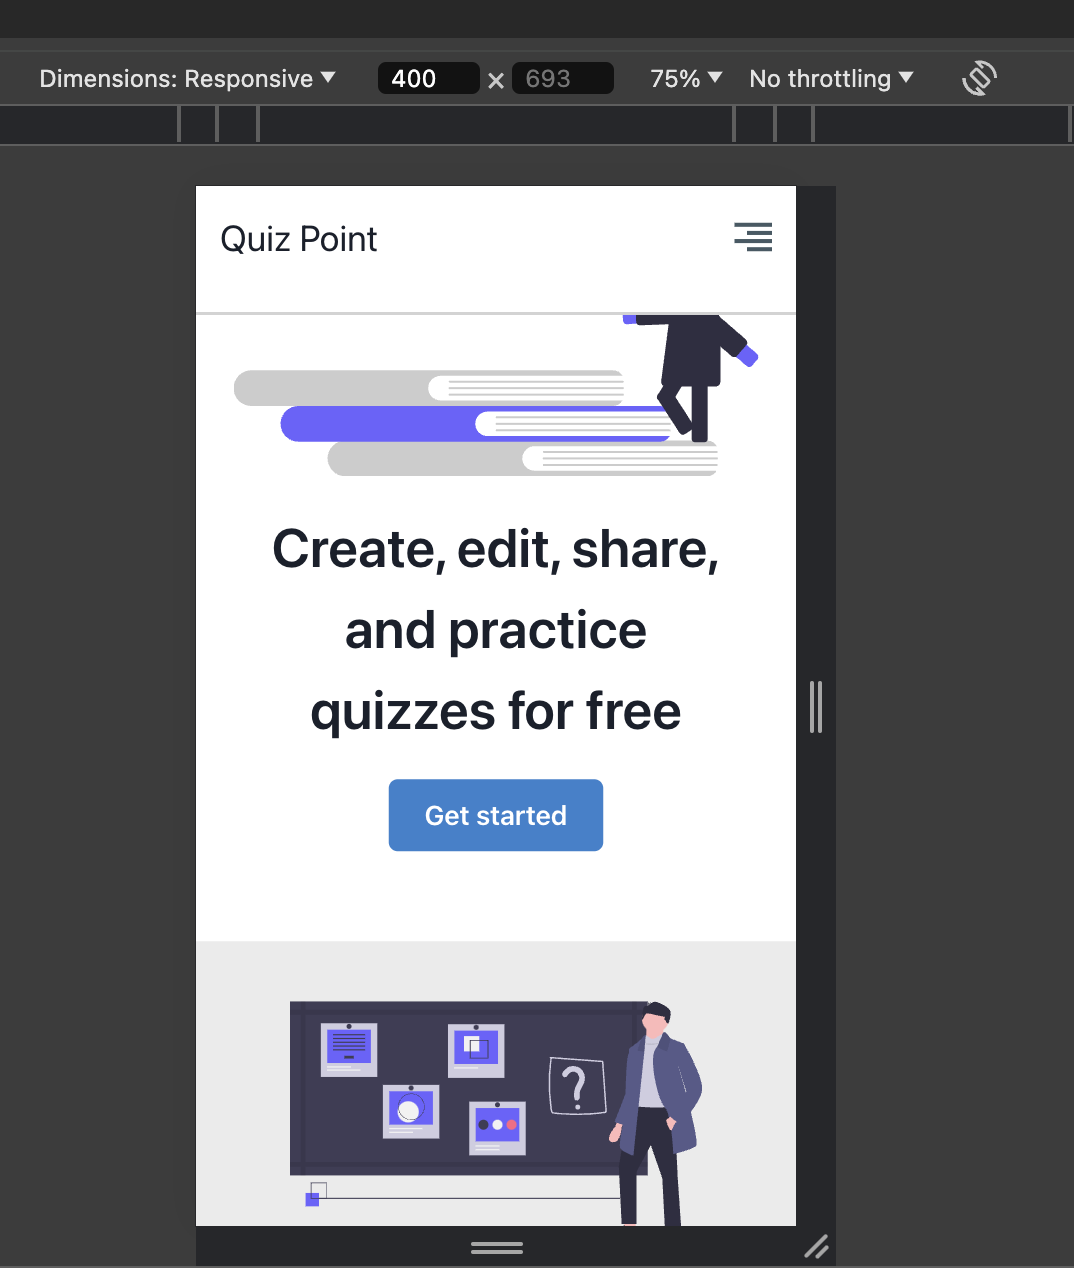 Dimensions: Responsive ▼ 400 × 693 75% ▼ No throttling ▼
Quiz Point
Create, edit, share,
and practice
quizzes for free
Get started
?